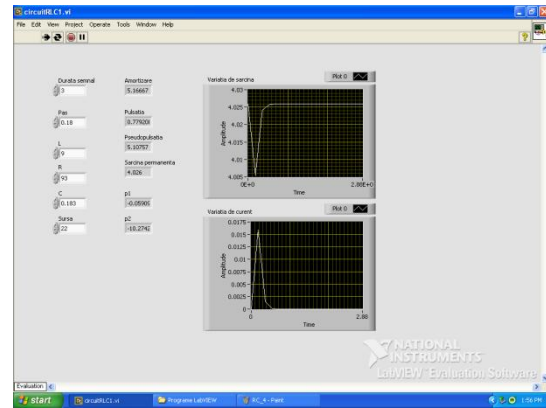 circuitRLC1.vi
File Edit View Project Operate Tools Window Help
Durata semnal
3
Pas
0.18
L
9
R
93
C
0.183
Sursa
22
Amortizare
5.16667
Pulsatia
0.779208
Pseudopulsatia
5.10757
Sarcina permanenta
4.026
p1
-0.05909
p2
-10.2742
Variatia de sarcina
Plot 0
4.03
4.025
4.02
4.015
4.01
4.005
Amplitude
0E+0
2.88E+0
Time
Variatia de curent
Plot 0
0.0175
0.015
0.0125
0.01
0.0075
0.005
0.0025
0
Amplitude
0
2.88
Time
NATIONAL
INSTRUMENTS
LabVIEW Evaluation Software
Evaluation
start
circuitRLC1.vi
Programe LabVIEW
RC_4 - Paint
1:56 PM